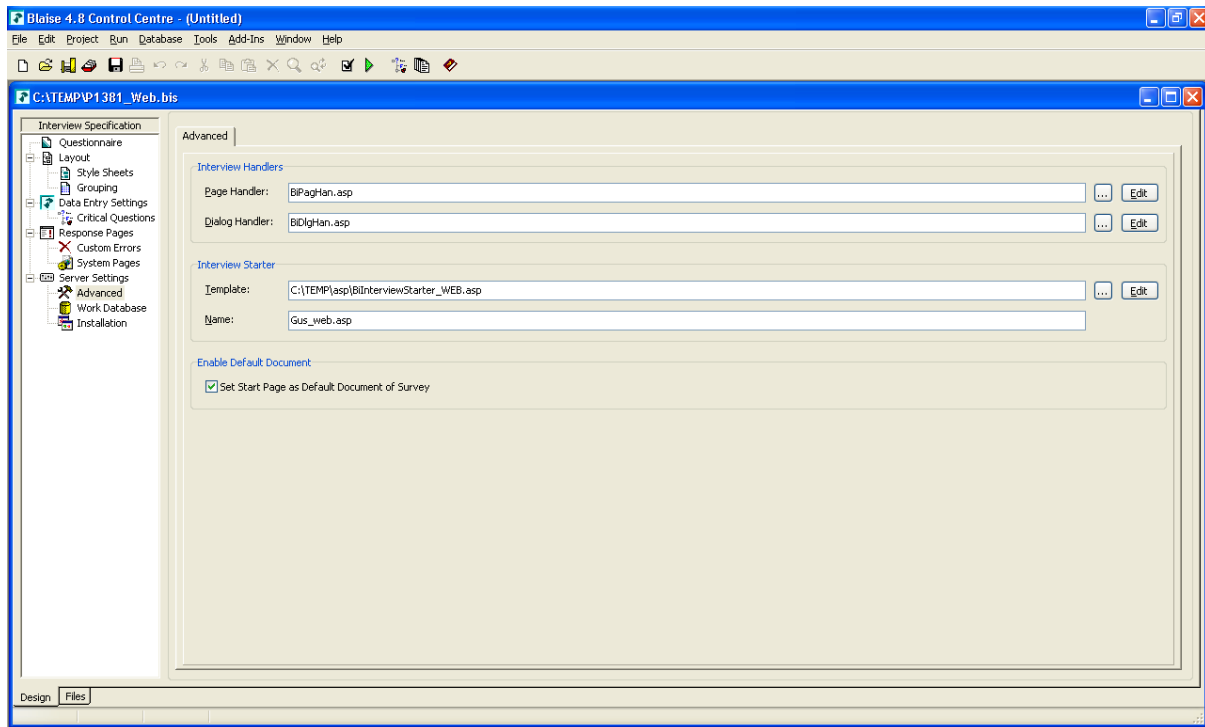 Blaise 4.8 Control Centre - (Untitled)
File Edit Project Run Database Tools Add-Ins Window Help
C:\TEMP\P1381_Web.bis
Interview Specification
Questionnaire
Layout
Style Sheets
Grouping
Data Entry Settings
Critical Questions
Response Pages
Custom Errors
System Pages
Server Settings
Advanced
Work Database
Installation
Advanced
Interview Handlers
Page Handler: BiPagHan.asp ... Edit
Dialog Handler: BiDlgHan.asp ... Edit
Interview Starter
Template: C:\TEMP\asp\BiInterviewStarter_WEB.asp ... Edit
Name: Gus_web.asp
Enable Default Document
Set Start Page as Default Document of Survey
Design Files